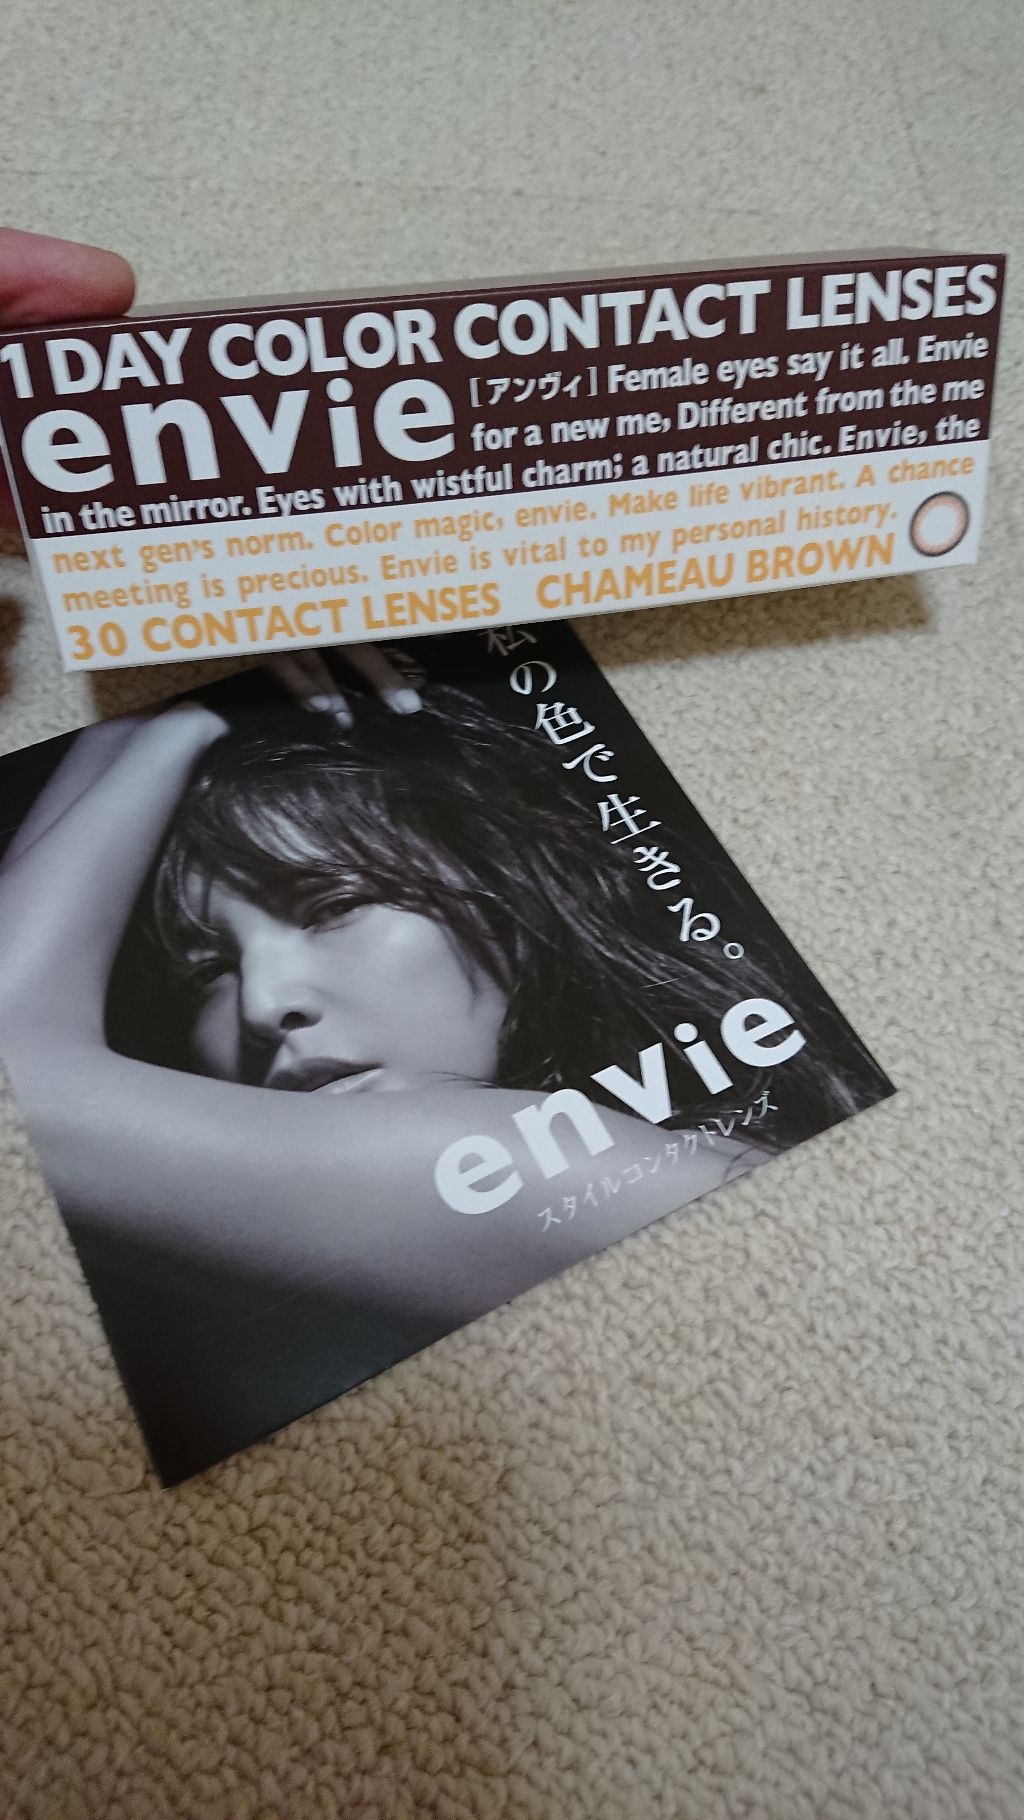 1 DAY COLOR CONTACT LENSES
envie [アンヴィ] Female eyes say it all. Envie
for a new me, Different from the me
in the mirror. Eyes with wistful charm; a natural chic. Envie, the
next gen's norm. Color magic, envie. Make life vibrant. A chance
meeting is precious. Envie is vital to my personal history.
30 CONTACT LENSES CHAMEAU BROWN
私の色で生きる。
envie
スタイルコンタクトレンズ